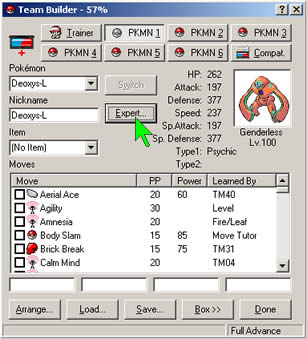 Team Builder - 57%
Trainer
PKMN 1
PKMN 2
PKMN 3
PKMN 4
PKMN 5
PKMN 6
Compat.
Pokémon
Deoxys-L
Switch
Nickname
Deoxys-L
Expert...
Item
(No Item)
HP: 262
Attack: 197
Defense: 377
Speed: 237
Sp.Attack: 197
Sp. Defense: 377
Type1: Psychic
Type2:
Genderless
Lv.100
Moves
Move PP Power Learned By
Aerial Ace 20 60 TM40
Agility 30 Level
Amnesia 20 Fire/Leaf
Body Slam 15 85 Move Tutor
Brick Break 15 75 TM31
Calm Mind 20 TM04
Arrange... Load... Save... Box >> Done
Full Advance